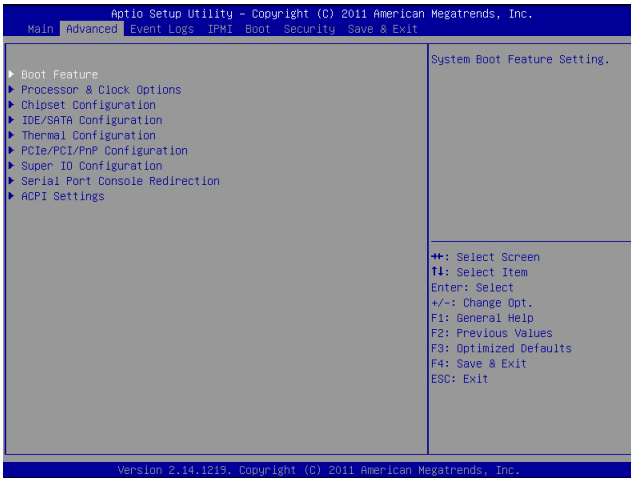 Aptio Setup Utility – Copyright (C) 2011 American Megatrends, Inc.
Main Advanced Event Logs IPMI Boot Security Save & Exit
System Boot Feature Setting.
▶ Boot Feature
▶ Processor & Clock Options
▶ Chipset Configuration
▶ IDE/SATA Configuration
▶ Thermal Configuration
▶ PCIe/PCI/PnP Configuration
▶ Super IO Configuration
▶ Serial Port Console Redirection
▶ ACPI Settings
→←: Select Screen
↑↓: Select Item
Enter: Select
+/-: Change Opt.
F1: General Help
F2: Previous Values
F3: Optimized Defaults
F4: Save & Exit
ESC: Exit
Version 2.14.1219. Copyright (C) 2011 American Megatrends, Inc.